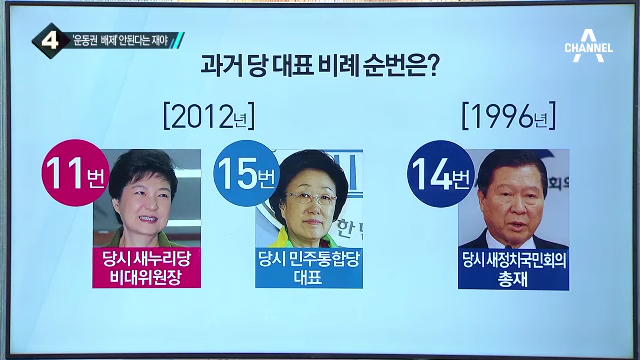 4 '운동권 배제' 안된다는 재야
CHANNEL A
과거 당 대표 비례 순번은?
[2012년]
[1996년]
11번
15번
14번
당시 새누리당
비대위원장
당시 민주통합당
대표
당시 새정치국민회의
총재